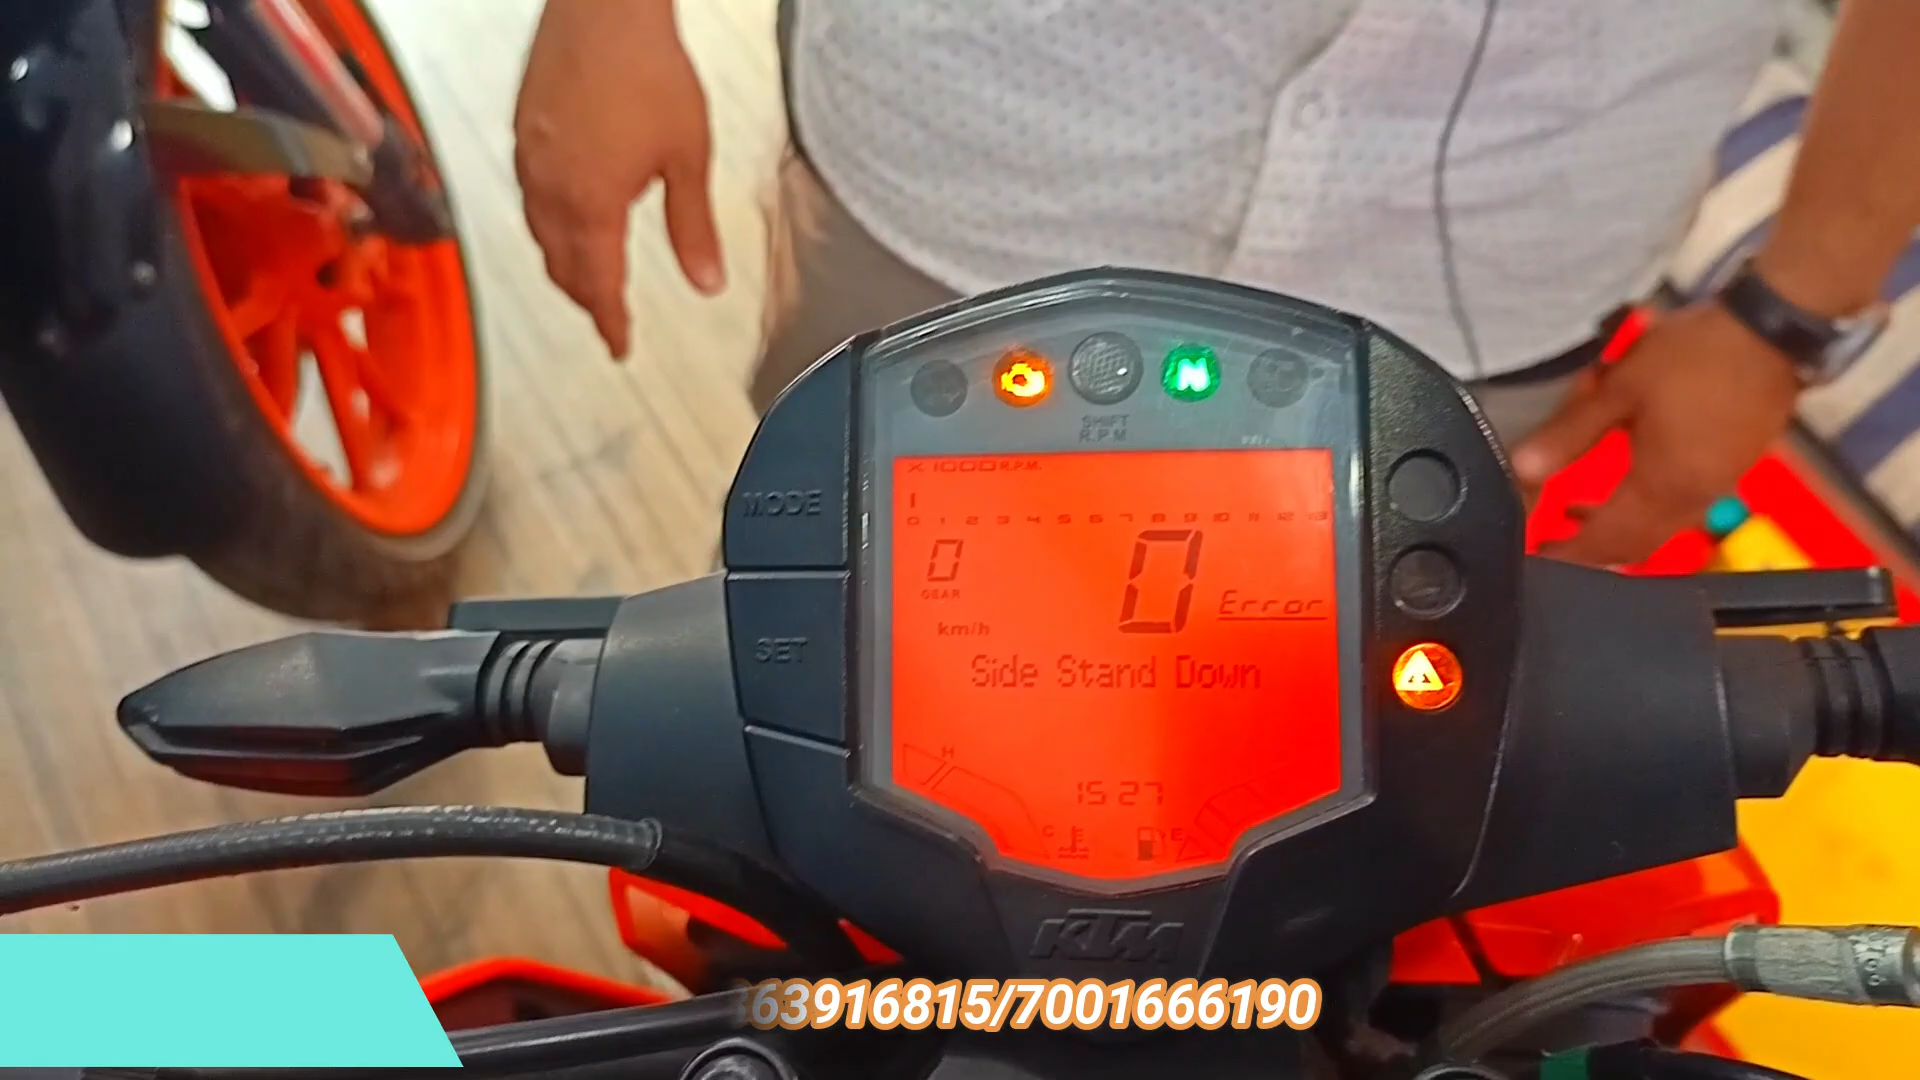 N
SHIFT
R.P.M
X 1000 R.P.M.
0 1 2 3 4 5 6 7 8 9 10 11 12 13
MODE
0
GEAR
km/h
0
Error
SET
Side Stand Down
H
15 27
C
E
KTM
63916815/7001666190